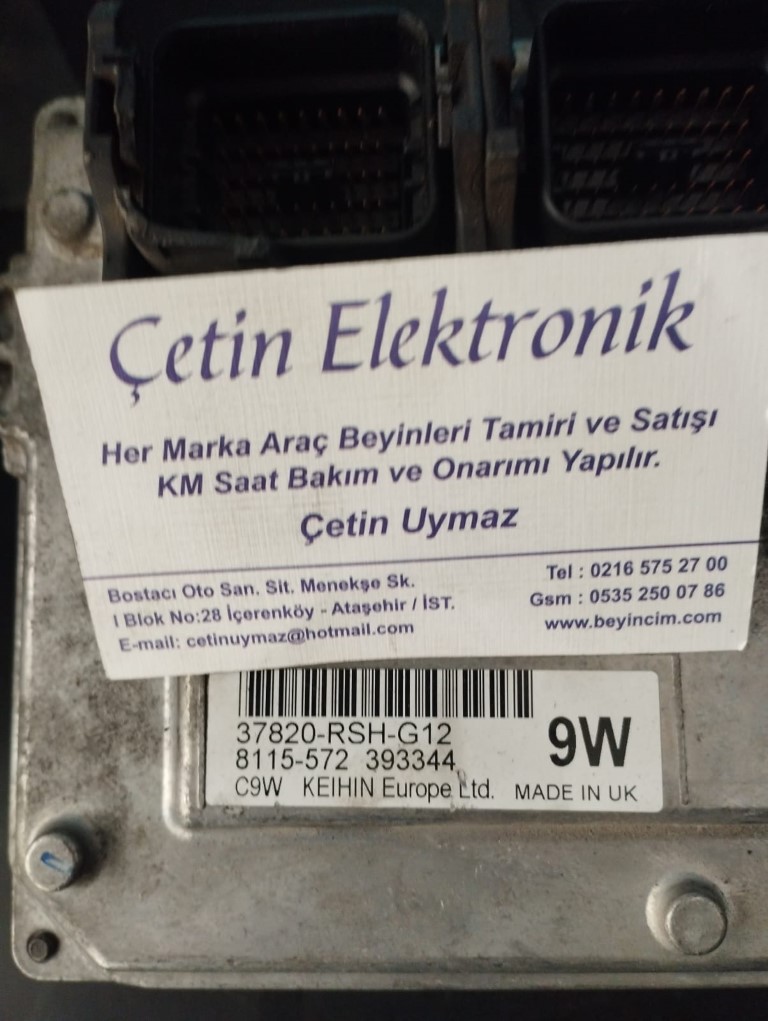 Çetin Elektronik
Her Marka Araç Beyinleri Tamiri ve Satışı
KM Saat Bakım ve Onarımı Yapılır.
Çetin Uymaz
Bostacı Oto San. Sit. Menekşe Sk.
I Blok No:28 İçerenköy - Ataşehir / İST.
E-mail: cetinuymaz@hotmail.com
Tel : 0216 575 27 00
Gsm : 0535 250 07 86
www.beyincim.com
37820-RSH-G12
8115-572 393344
C9W KEIHIN Europe Ltd.
9W
MADE IN UK